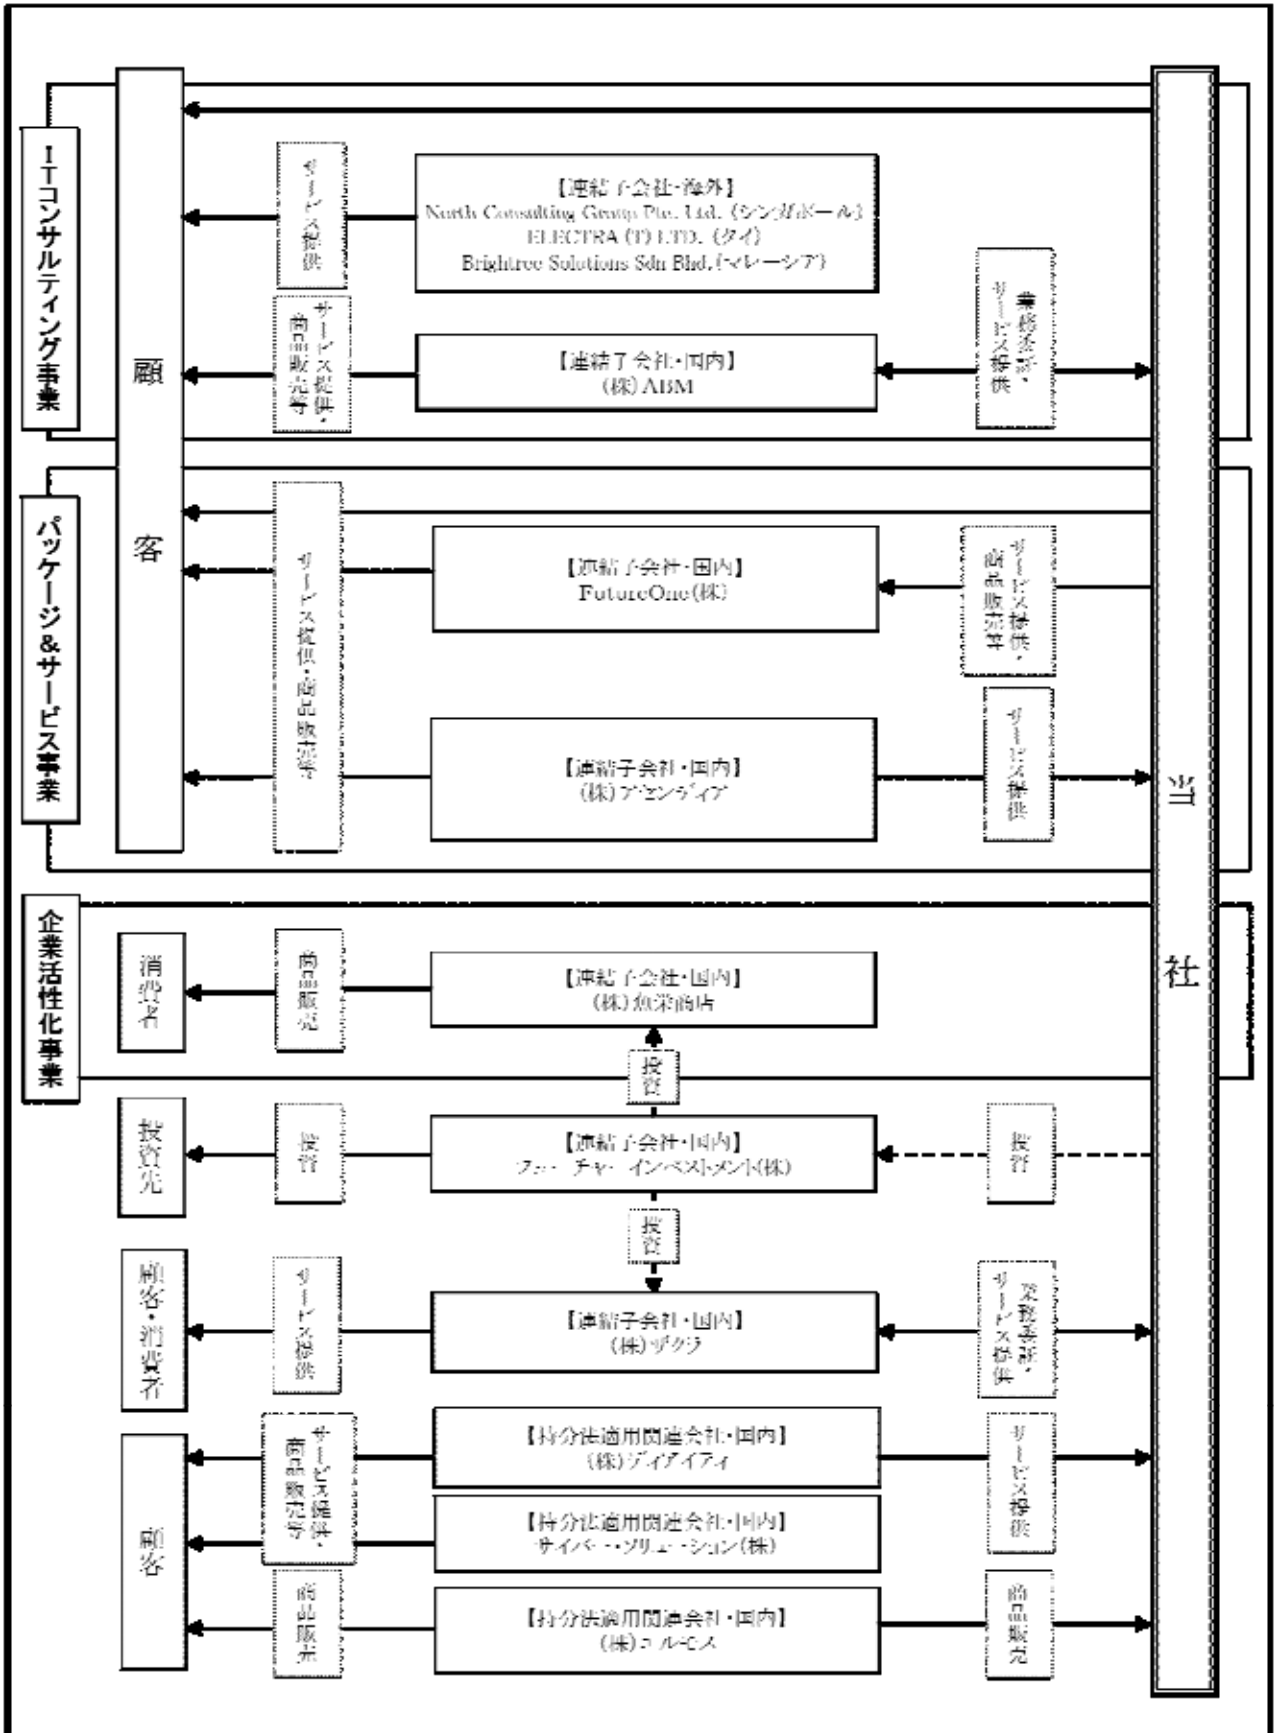 ITコンサルティング事業
顧客
サービス提供
【連結子会社・海外】
North Consulting Group Pte. Ltd.（シンガポール）
ELECTRA (T) LTD.（タイ）
Brightree Solutions Sdn Bhd.（マレーシア）
サービス提供・
商品販売等
【連結子会社・国内】
（株）ABM
業務委託・
サービス提供
当社
パッケージ＆サービス事業
サービス提供・商品販売等
【連結子会社・国内】
FutureOne（株）
サービス提供・
商品販売等
【連結子会社・国内】
（株）アセンディア
サービス提供
企業活性化事業
消費者
商品販売
【連結子会社・国内】
（株）魚栄商店
投資
投資先
投資
【連結子会社・国内】
フューチャーインベストメント（株）
投資
投資
顧客・消費者
サービス提供
【連結子会社・国内】
（株）ザクラ
業務委託・
サービス提供
顧客
サービス提供・
商品販売等
【持分法適用関連会社・国内】
（株）ディアイティ
サービス提供
【持分法適用関連会社・国内】
サイバー・ソリューション（株）
商品販売
【持分法適用関連会社・国内】
商品販売